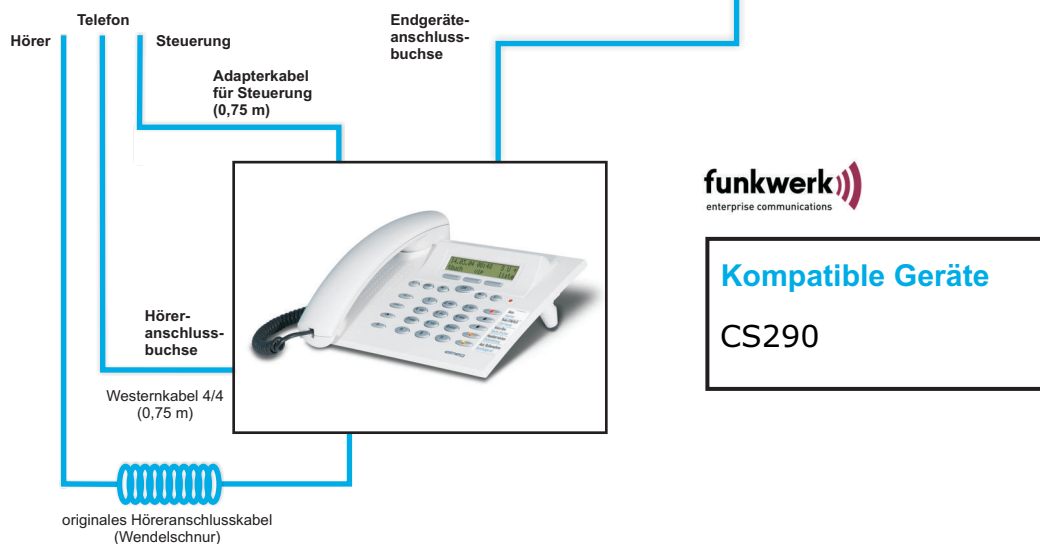 Telefon
Hörer
Steuerung
Endgeräte-
anschluss-
buchse
Adapterkabel
für Steuerung
(0,75 m)
funkwerk
enterprise communications
Kompatible Geräte
CS290
Hörer-
anschluss-
buchse
Westernkabel 4/4
(0,75 m)
originales Höreranschlusskabel
(Wendelschnur)